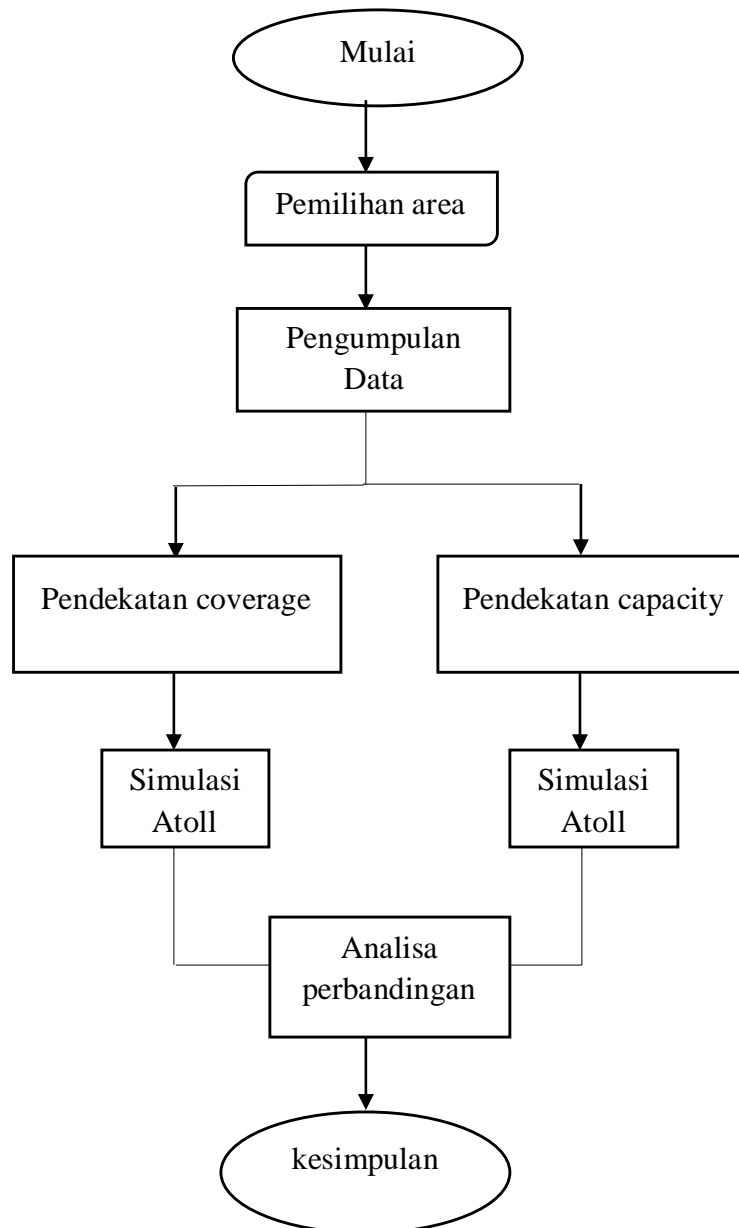 Mulai
Pemilihan area
Pengumpulan
Data
Pendekatan coverage
Pendekatan capacity
Simulasi
Atoll
Simulasi
Atoll
Analisa
perbandingan
kesimpulan